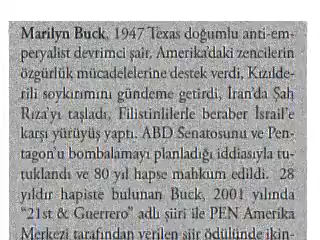 Marilyn Buck, 1947 Texas doğumlu anti-em-
peryalist devrimci şair. Amerika'daki zencilerin
özgürlük mücadelelerine destek verdi, Kızılde-
rili soykırımını gündeme getirdi, İran'da Şah
Rıza'yı taşladı, Filistinlilerle beraber İsrail'e
karşı yürüyüş yaptı. ABD Senatosunu ve Pen-
tagon'u bombalamayı planladığı iddiasıyla tu-
tuklandı ve 80 yıl hapse mahkum edildi. 28
yıldır hapiste bulunan Buck, 2001 yılında
"21st & Guerrero" adlı şiiri ile PEN Amerika
Merkezi tarafından verilen şiir ödülünde ikin-